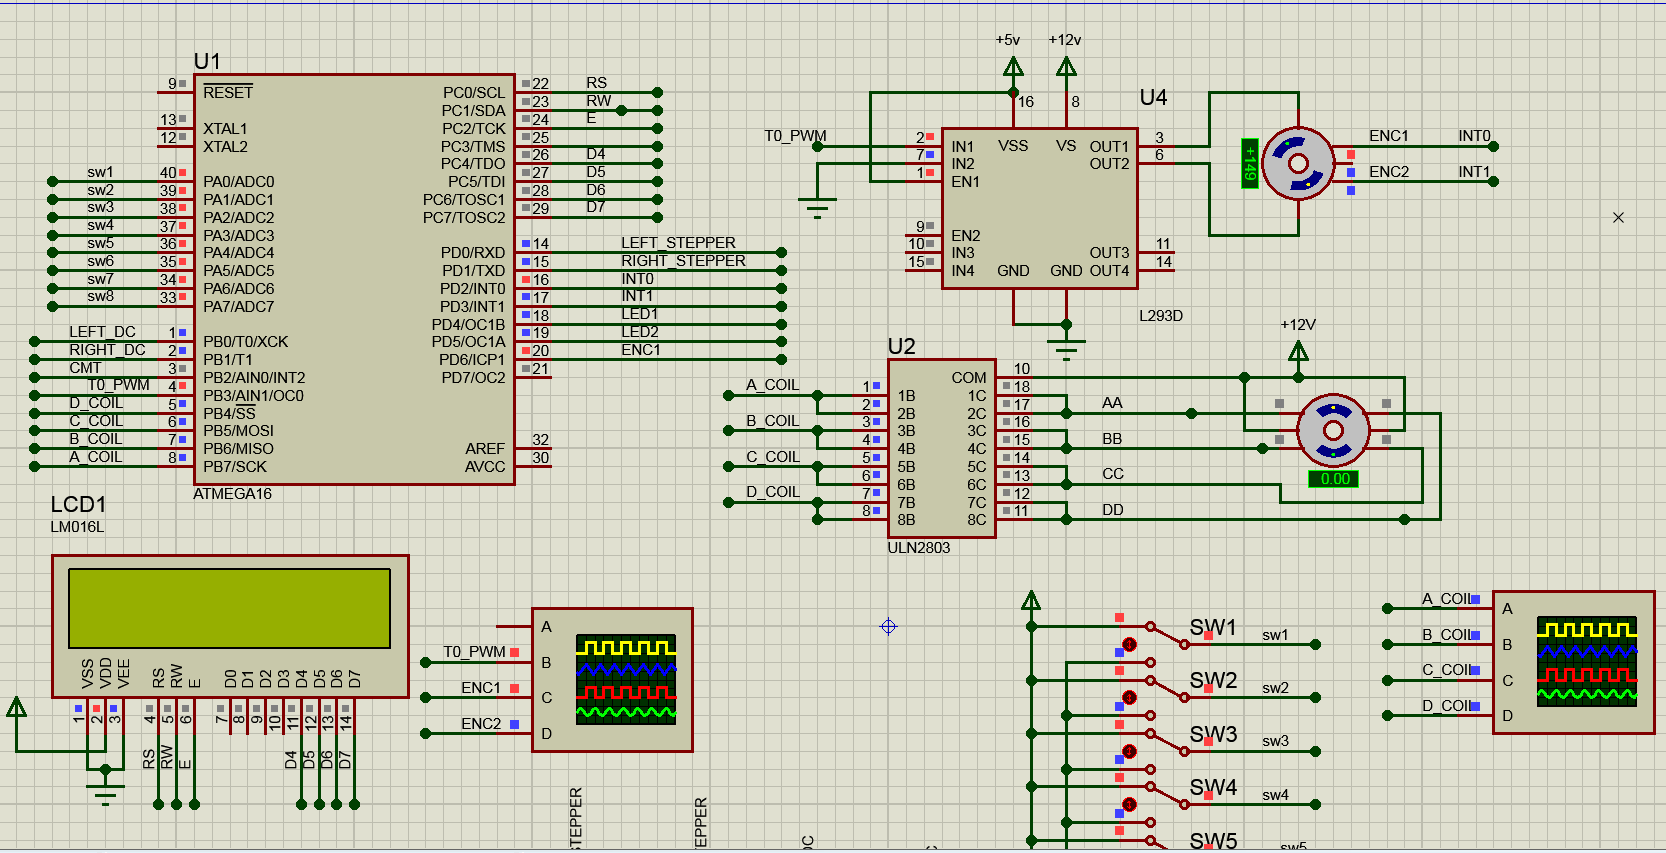 U1
9 RESET
13 XTAL1
12 XTAL2
sw1 40 PA0/ADC0
sw2 39 PA1/ADC1
sw3 38 PA2/ADC2
sw4 37 PA3/ADC3
sw5 36 PA4/ADC4
sw6 35 PA5/ADC5
sw7 34 PA6/ADC6
sw8 33 PA7/ADC7
LEFT_DC 1 PB0/T0/XCK
RIGHT_DC 2 PB1/T1
CMT 3 PB2/AIN0/INT2
T0_PWM 4 PB3/AIN1/OC0
D_COIL 5 PB4/SS
C_COIL 6 PB5/MOSI
B_COIL 7 PB6/MISO
A_COIL 8 PB7/SCK
PC0/SCL 22 RS
PC1/SDA 23 RW
PC2/TCK 24 E
PC3/TMS 25
PC4/TDO 26 D4
PC5/TDI 27 D5
PC6/TOSC1 28 D6
PC7/TOSC2 29 D7
PD0/RXD 14 LEFT_STEPPER
PD1/TXD 15 RIGHT_STEPPER
PD2/INT0 16 INT0
PD3/INT1 17 INT1
PD4/OC1B 18 LED1
PD5/OC1A 19 LED2
PD6/ICP1 20 ENC1
PD7/OC2 21
AREF 32
AVCC 30
ATMEGA16
+5v +12v
16 8
U4
T0_PWM 2 IN1 VSS VS OUT1 3
7 IN2 OUT2 6
1 EN1
9 EN2
10 IN3 OUT3 11
15 IN4 GND GND OUT4 14
L293D
+149
ENC1 INT0
ENC2 INT1
U2
+12V
COM 10
A_COIL 1 1B 1C 18
2 2B 2C 17 AA
B_COIL 3 3B 3C 16
4 4B 4C 15 BB
C_COIL 5 5B 5C 14
6 6B 6C 13 CC
D_COIL 7 7B 7C 12
8 8B 8C 11 DD
ULN2803
0.00
LCD1
LM016L
VSS VDD VEE RS RW E D0 D1 D2 D3 D4 D5 D6 D7
1 2 3 4 5 6 7 8 9 10 11 12 13 14
RS RW E D4 D5 D6 D7
A
T0_PWM B
ENC1 C
ENC2 D
STEPPER
EPPER
SW1 sw1
SW2 sw2
SW3 sw3
SW4 sw4
SW5 sw5
A_COIL A
B_COIL B
C_COIL C
D_COIL D